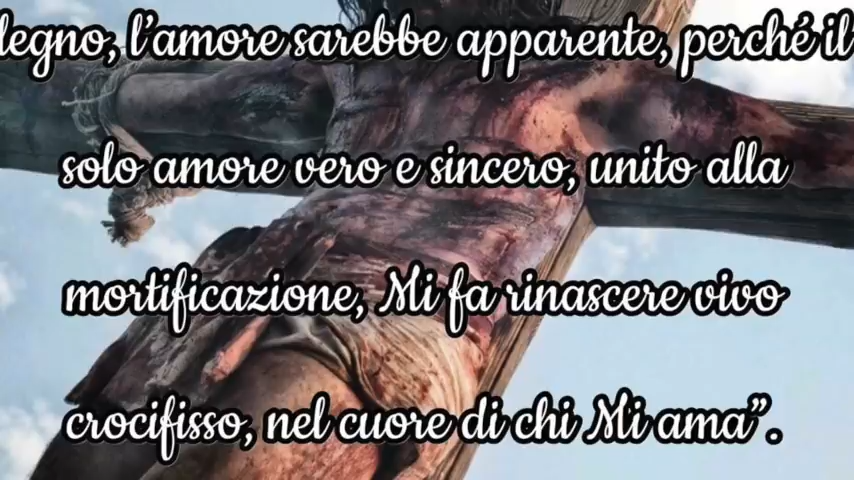 legno, l'amore sarebbe apparente, perché il
solo amore vero e sincero, unito alla
mortificazione, Mi fa rinascere vivo
crocifisso, nel cuore di chi Mi ama”.